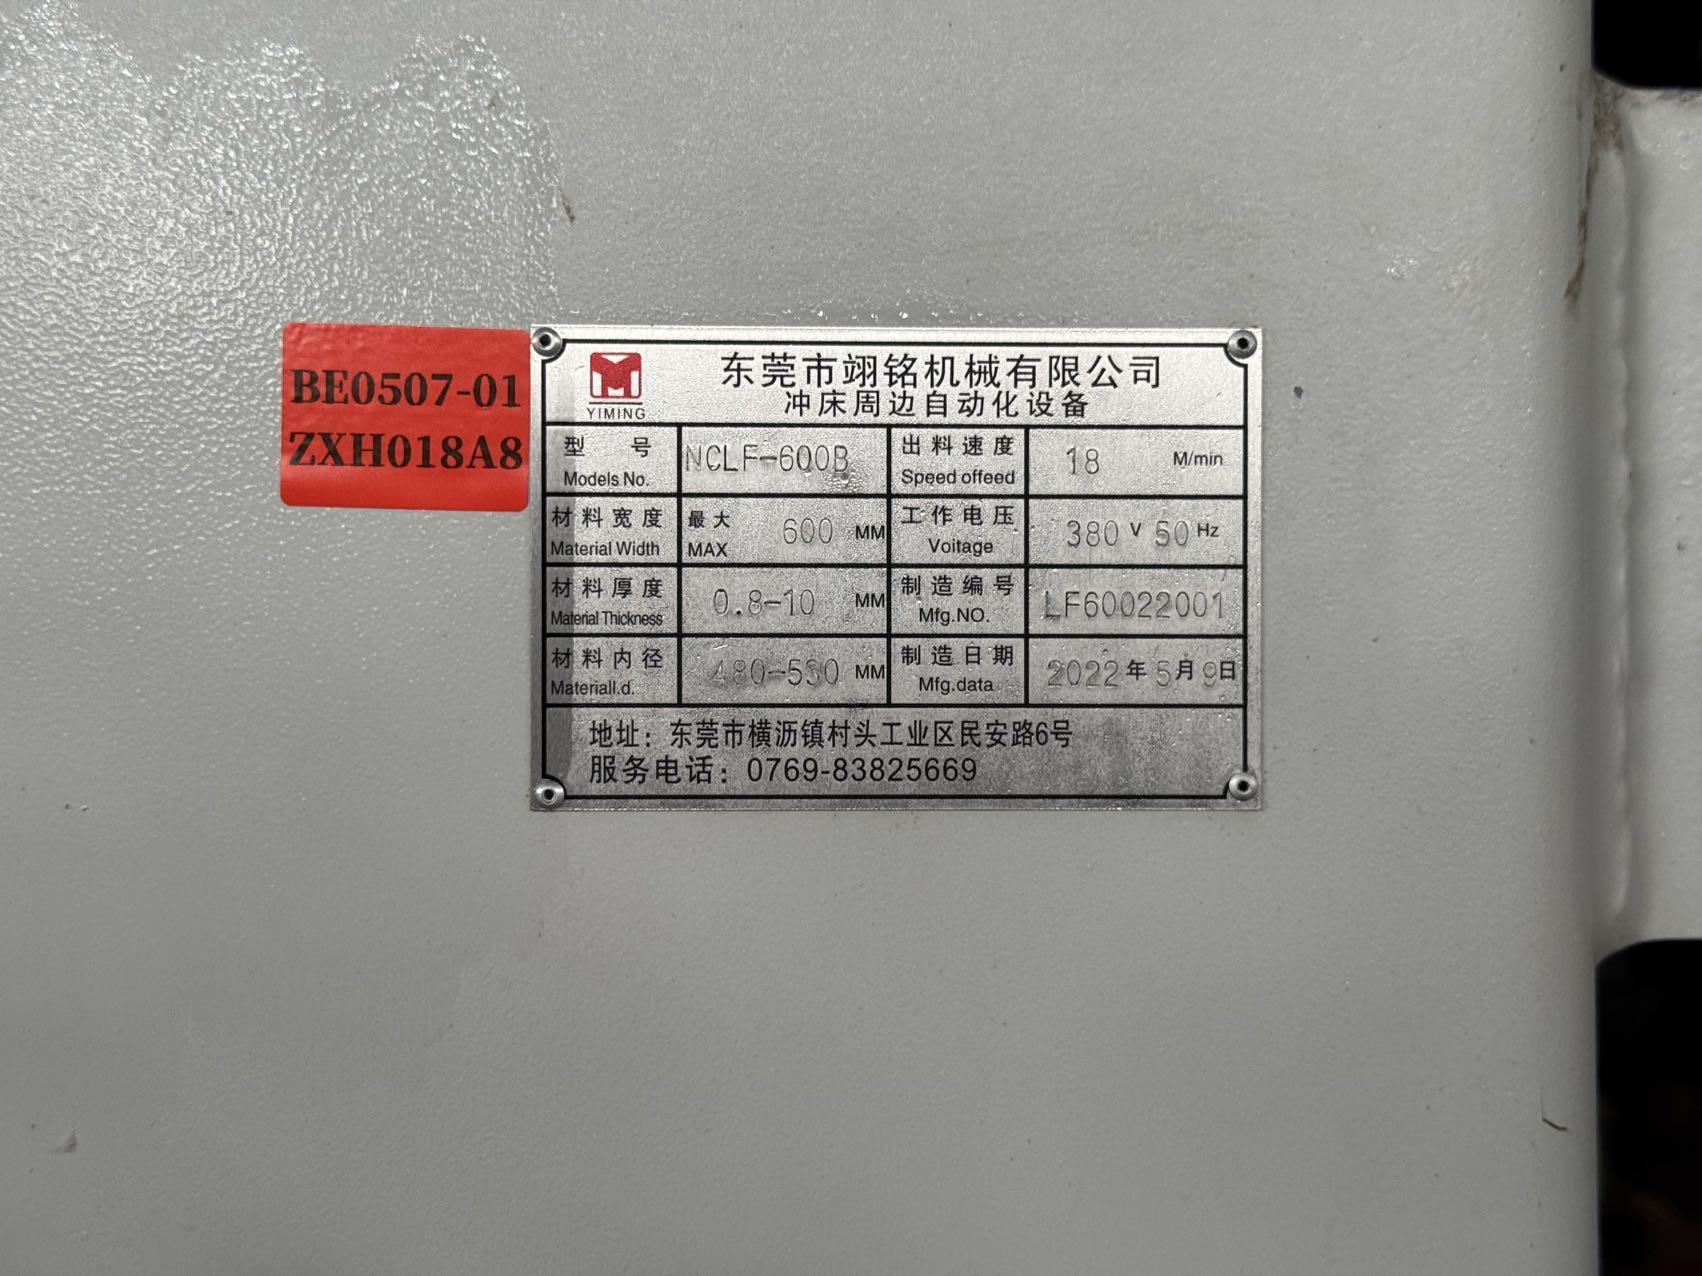 BE0507-01
ZXH018A8
YIMING
东莞市翊铭机械有限公司
冲床周边自动化设备
型 号 NCLF-600B 出料速度 18 M/min
Models No. Speed offeed
材料宽度 最大 600 MM 工作电压 380 V 50 Hz
Material Width MAX Voitage
材料厚度 0.8-10 MM 制造编号 LF60022001
Material Thickness Mfg.NO.
材料内径 480-530 MM 制造日期 2022 年 5 月 9 日
Materiall.d. Mfg.data
地址：东莞市横沥镇村头工业区民安路6号
服务电话：0769-83825669